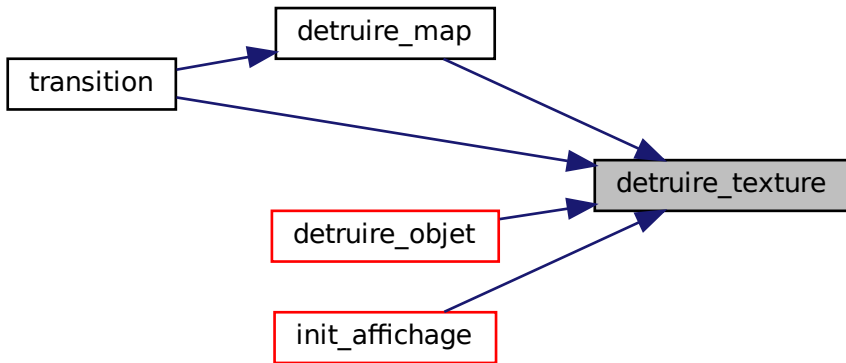 detruire_map
transition
detruire_texture
detruire_objet
init_affichage